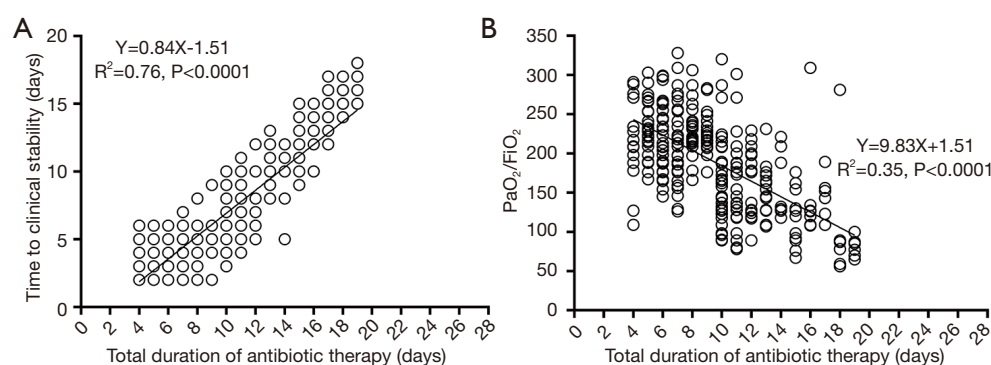 A
Y=0.84X-1.51
R²=0.76, P<0.0001
Time to clinical stability (days)
20
15
10
5
0
0 2 4 6 8 10 12 14 16 18 20 22 24 26 28
Total duration of antibiotic therapy (days)
B
Y=9.83X+1.51
R²=0.35, P<0.0001
PaO₂/FiO₂
350
300
250
200
150
100
50
0
0 2 4 6 8 10 12 14 16 18 20 22 24 26 28
Total duration of antibiotic therapy (days)